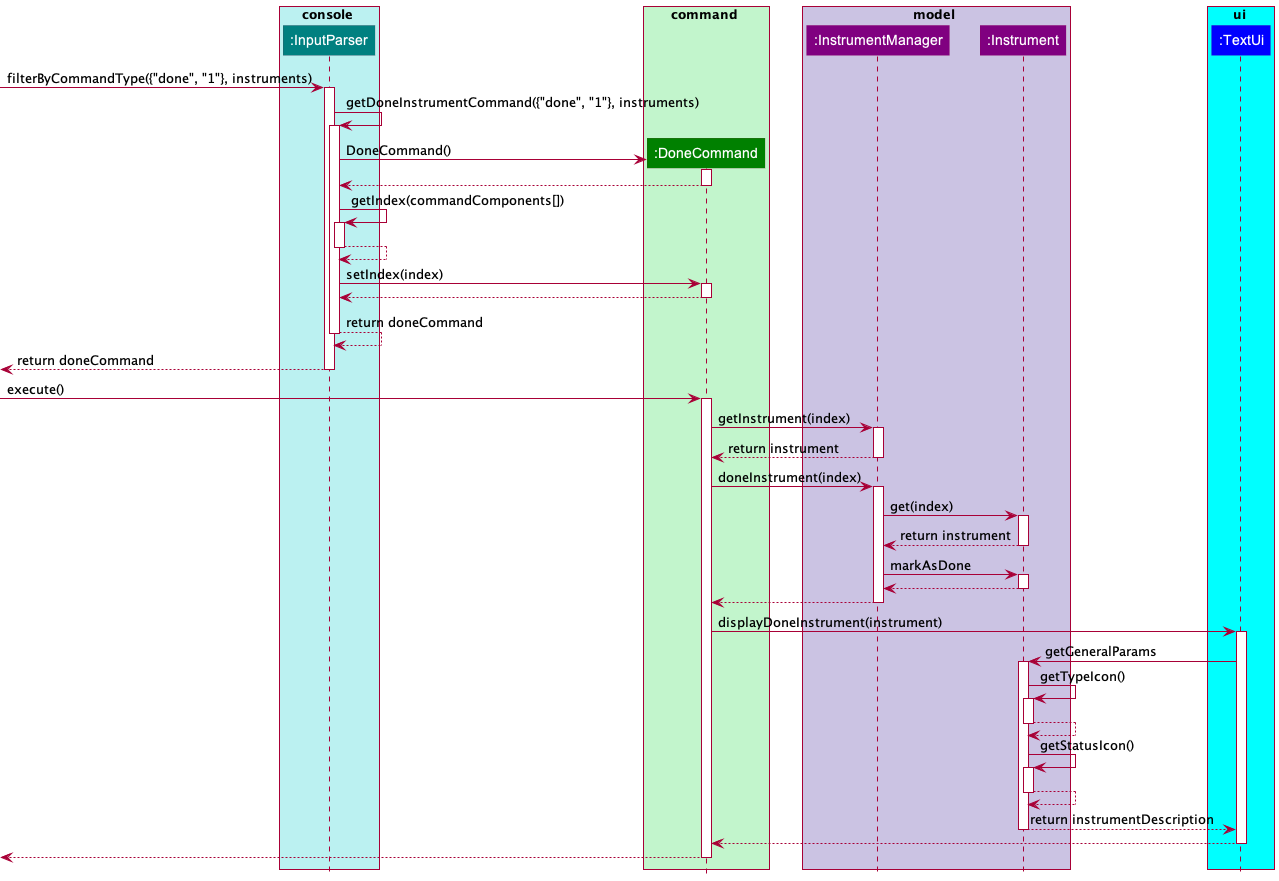 console
command
model
ui
:InputParser
:InstrumentManager
:Instrument
:TextUi
filterByCommandType({"done", "1"}, instruments)
getDoneInstrumentCommand({"done", "1"}, instruments)
DoneCommand()
:DoneCommand
getIndex(commandComponents[])
setIndex(index)
return doneCommand
return doneCommand
execute()
getInstrument(index)
return instrument
doneInstrument(index)
get(index)
return instrument
markAsDone
displayDoneInstrument(instrument)
getGeneralParams
getTypeIcon()
getStatusIcon()
return instrumentDescription